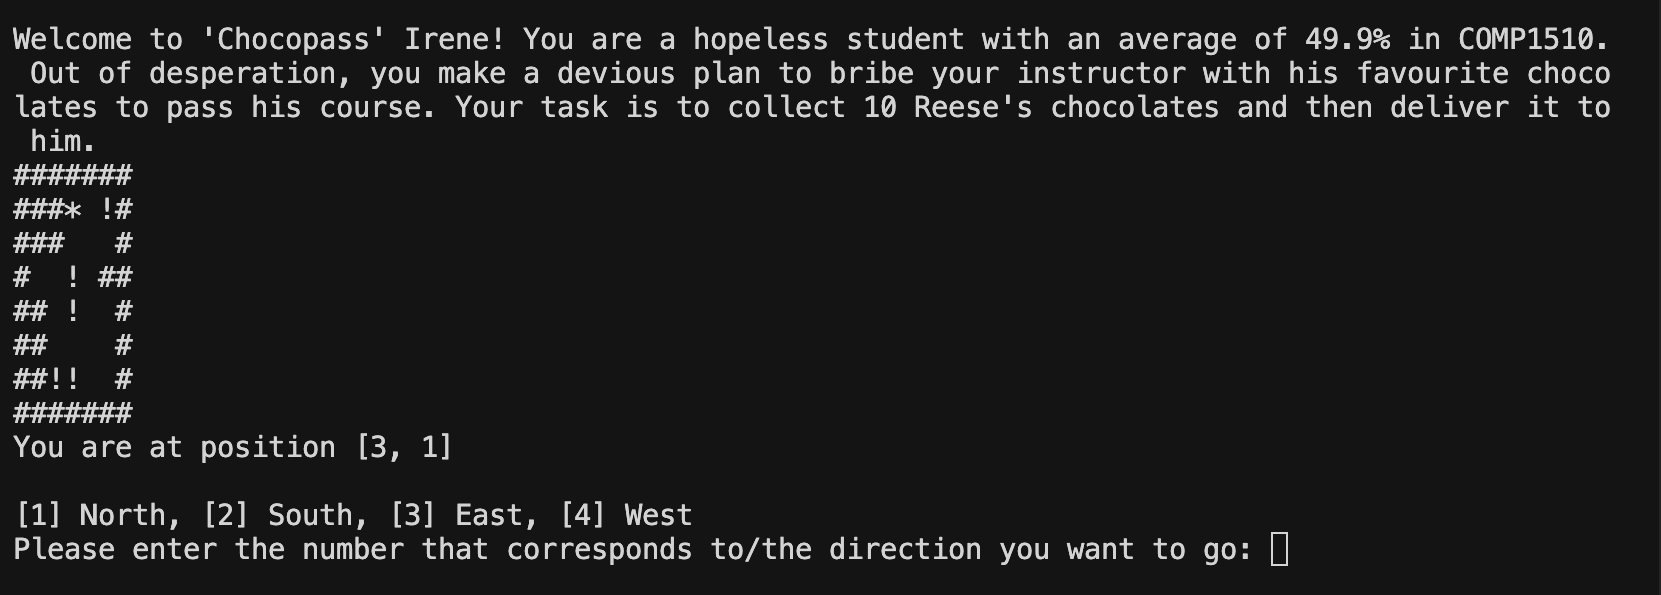 Welcome to 'Chocopass' Irene! You are a hopeless student with an average of 49.9% in COMP1510.
 Out of desperation, you make a devious plan to bribe your instructor with his favourite choco
lates to pass his course. Your task is to collect 10 Reese's chocolates and then deliver it to
 him.
#######
###* !#
###   #
#  ! ##
## !  #
##    #
##!!  #
#######
You are at position [3, 1]

[1] North, [2] South, [3] East, [4] West
Please enter the number that corresponds to/the direction you want to go: